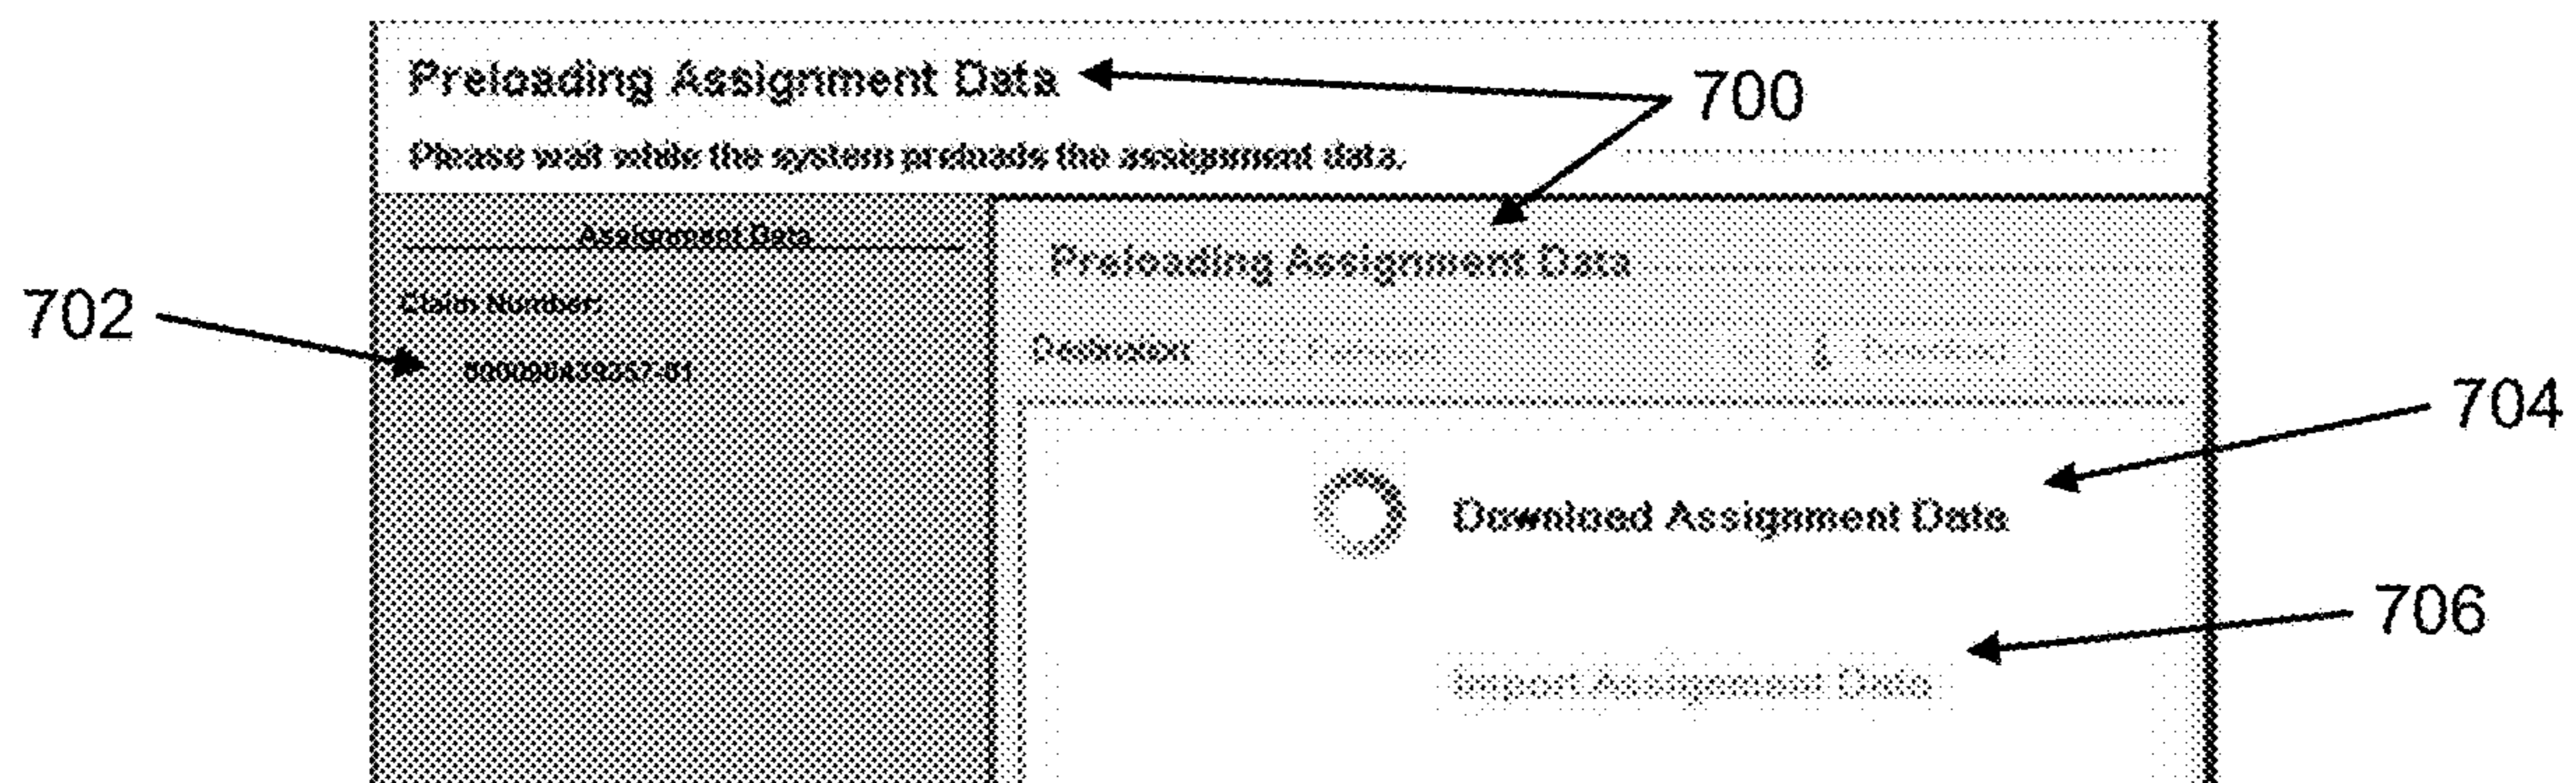 Preloading Assignment Data
700
Please wait while the system preloads the assignment data.
Assignment Data
Preloading Assignment Data
702
Claim Number:
Destination:
704
Download Assignment Data
706
Import Assignment Data